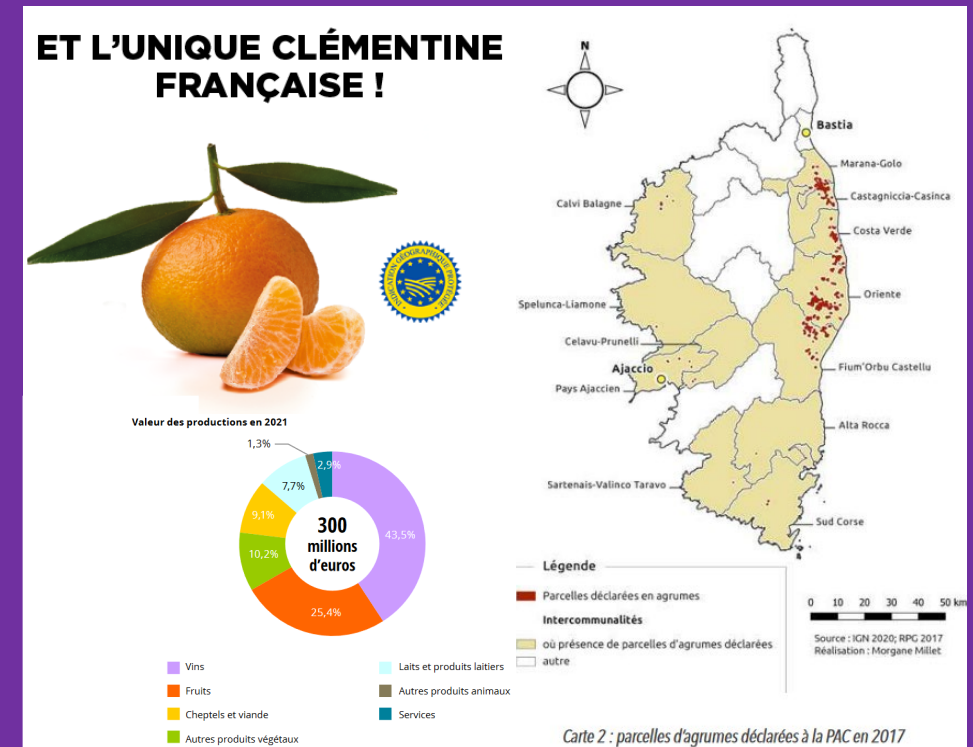 ET L'UNIQUE CLÉMENTINE
FRANÇAISE !
INDICATION GÉOGRAPHIQUE PROTÉGÉE
Valeur des productions en 2021
1,3%
2,9%
7,7%
9,1%
10,2%
25,4%
43,5%
300
millions
d'euros
Vins
Fruits
Cheptels et viande
Autres produits végétaux
Laits et produits laitiers
Autres produits animaux
Services
N
Bastia
Marana-Golo
Castagniccia-Casinca
Calvi Balagne
Costa Verde
Oriente
Spelunca-Liamone
Celavu-Prunelli
Ajaccio
Fium'Orbu Castellu
Pays Ajaccien
Alta Rocca
Sartenais-Valinco Taravo
Sud Corse
Légende
Parcelles déclarées en agrumes
Intercommunalités
où présence de parcelles d'agrumes déclarées
autre
0 10 20 30 40 50 km
Source : IGN 2020; RPG 2017
Réalisation : Morgane Millet
Carte 2 : parcelles d'agrumes déclarées à la PAC en 2017